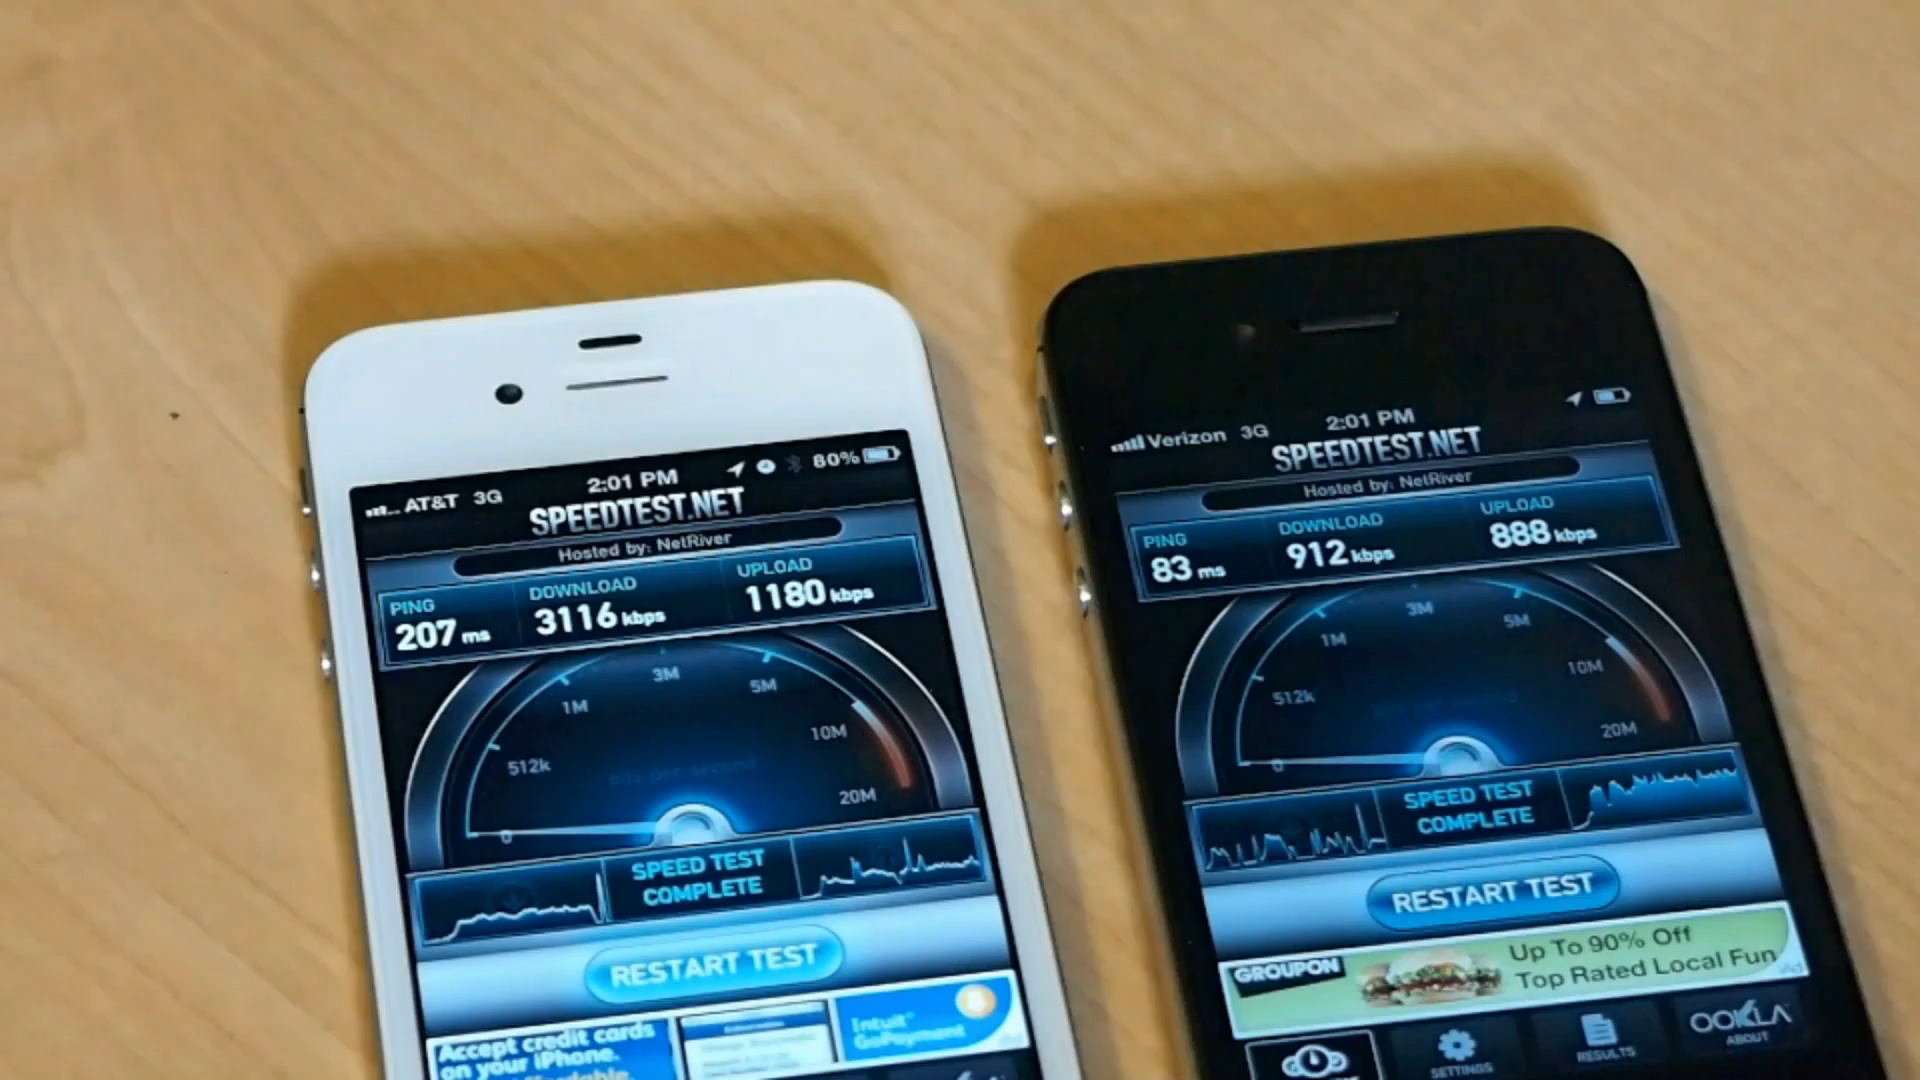 AT&T 3G 2:01 PM 80%
SPEEDTEST.NET
Hosted by: NetRiver
PING DOWNLOAD UPLOAD
207 ms 3116 kbps 1180 kbps
0 512k 1M 3M 5M 10M 20M
bits per second
SPEED TEST
COMPLETE
RESTART TEST
Accept credit cards
on your iPhone.
Intuit
GoPayment
Verizon 3G 2:01 PM
SPEEDTEST.NET
Hosted by: NetRiver
PING DOWNLOAD UPLOAD
83 ms 912 kbps 888 kbps
0 512k 1M 3M 5M 10M 20M
SPEED TEST
COMPLETE
RESTART TEST
GROUPON
Up To 90% Off
Top Rated Local Fun
iAd
SETTINGS
RESULTS
OOKLA
ABOUT